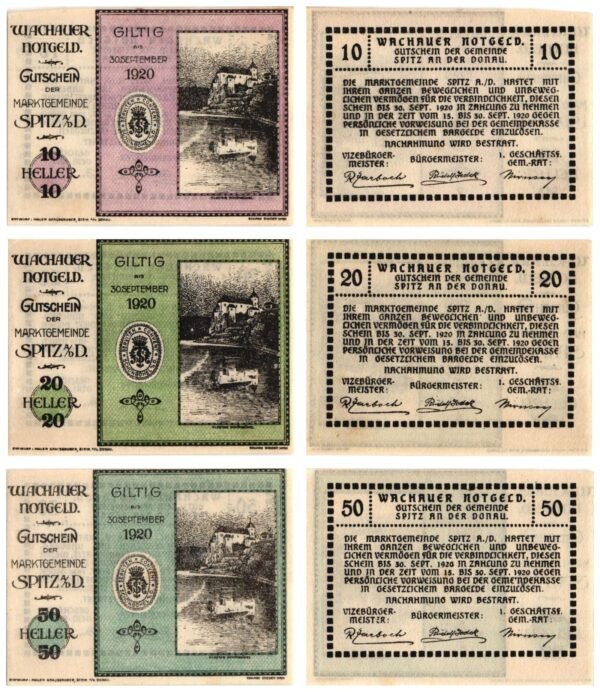 WACHAUER
NOTGELD.
GUTSCHEIN
DER
MARKTGEMEINDE
SPITZ A/D.
10
HELLER
10
GILTIG
BIS
30.SEPTEMBER
1920
10 WACHAUER NOTGELD. 10
GUTSCHEIN DER GEMEINDE
SPITZ AN DER DONAU.
DIE MARKTGEMEINDE SPITZ A./D. HAFTET MIT
IHREM GANZEN BEWEGLICHEN UND UNBEWEG-
LICHEN VERMÖGEN FÜR DIE VERBINDLICHKEIT, DIESEN
SCHEIN BIS 30. SEPT. 1920 IN ZAHLUNG ZU NEHMEN
UND IN DER ZEIT VOM 15. BIS 30. SEPT. 1920 GEGEN
PERSÖNLICHE VORWEISUNG BEI DER GEMEINDEKASSE
IN GESETZLICHEM BARGELDE EINZULÖSEN.
NACHAHMUNG WIRD BESTRAFT.
VIZEBÜRGER-
MEISTER: BÜRGERMEISTER: 1. GESCHÄFTSF.
GEM.-RAT:
WACHAUER
NOTGELD.
GUTSCHEIN
DER
MARKTGEMEINDE
SPITZ A/D.
20
HELLER
20
GILTIG
BIS
30.SEPTEMBER
1920
20 WACHAUER NOTGELD. 20
GUTSCHEIN DER GEMEINDE
SPITZ AN DER DONAU.
DIE MARKTGEMEINDE SPITZ A./D. HAFTET MIT
IHREM GANZEN BEWEGLICHEN UND UNBEWEG-
LICHEN VERMÖGEN FÜR DIE VERBINDLICHKEIT, DIESEN
SCHEIN BIS 30. SEPT. 1920 IN ZAHLUNG ZU NEHMEN
UND IN DER ZEIT VOM 15. BIS 30. SEPT. 1920 GEGEN
PERSÖNLICHE VORWEISUNG BEI DER GEMEINDEKASSE
IN GESETZLICHEM BARGELDE EINZULÖSEN.
NACHAHMUNG WIRD BESTRAFT.
VIZEBÜRGER-
MEISTER: BÜRGERMEISTER: 1. GESCHÄFTSF.
GEM.-RAT:
WACHAUER
NOTGELD.
GUTSCHEIN
DER
MARKTGEMEINDE
SPITZ A/D.
50
HELLER
50
GILTIG
BIS
30.SEPTEMBER
1920
50 WACHAUER NOTGELD. 50
GUTSCHEIN DER GEMEINDE
SPITZ AN DER DONAU.
DIE MARKTGEMEINDE SPITZ A./D. HAFTET MIT
IHREM GANZEN BEWEGLICHEN UND UNBEWEG-
LICHEN VERMÖGEN FÜR DIE VERBINDLICHKEIT, DIESEN
SCHEIN BIS 30. SEPT. 1920 IN ZAHLUNG ZU NEHMEN
UND IN DER ZEIT VOM 15. BIS 30. SEPT. 1920 GEGEN
PERSÖNLICHE VORWEISUNG BEI DER GEMEINDEKASSE
IN GESETZLICHEM BARGELDE EINZULÖSEN.
NACHAHMUNG WIRD BESTRAFT.
VIZEBÜRGER-
MEISTER: BÜRGERMEISTER: 1. GESCHÄFTSF.
GEM.-RAT: